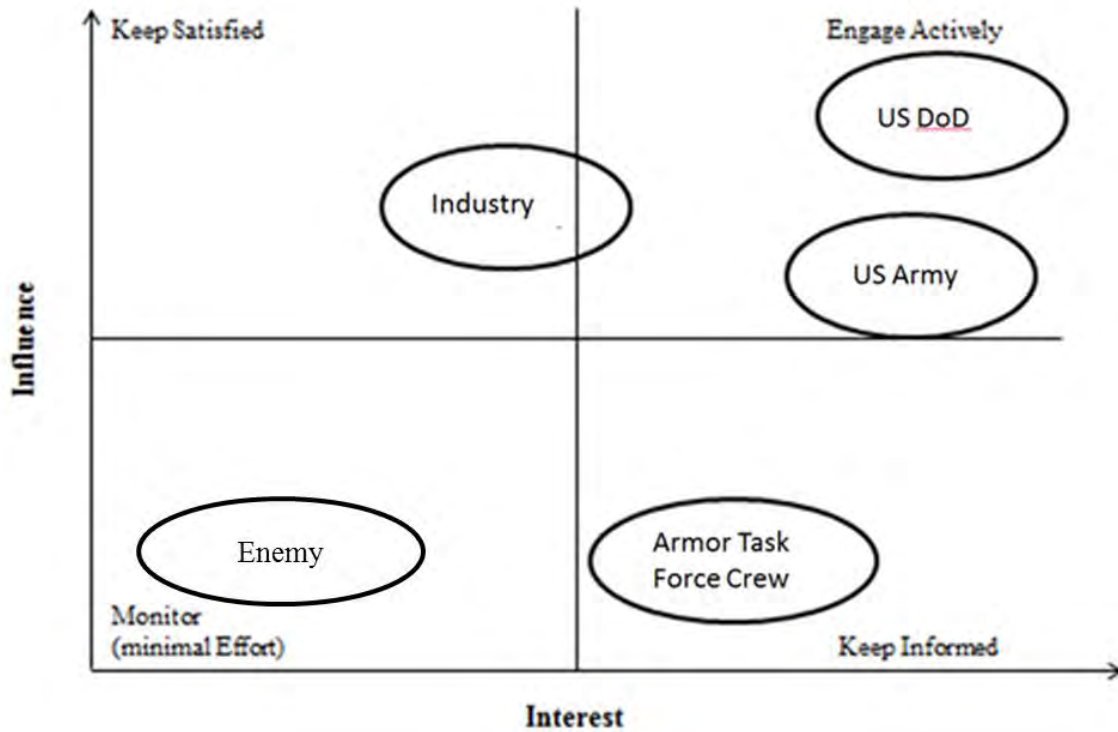 Keep Satisfied
Engage Actively
US DoD
Industry
US Army
Influence
Enemy
Armor Task
Force Crew
Monitor
(minimal Effort)
Keep Informed
Interest